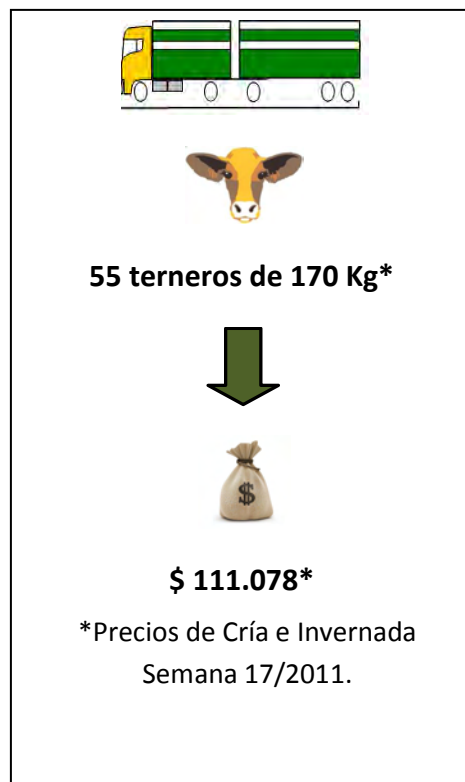 55 terneros de 170 Kg*
$
$ 111.078*
*Precios de Cría e Invernada
Semana 17/2011.